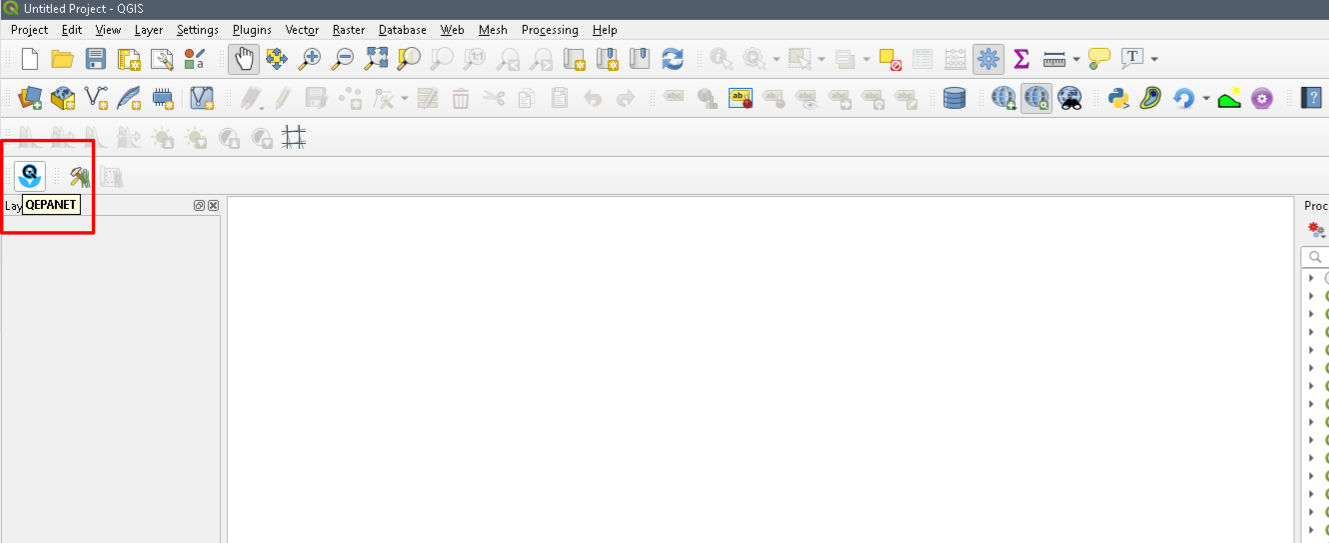 Untitled Project - QGIS
Project Edit View Layer Settings Plugins Vector Raster Database Web Mesh Processing Help
Lay
QEPANET
Proc